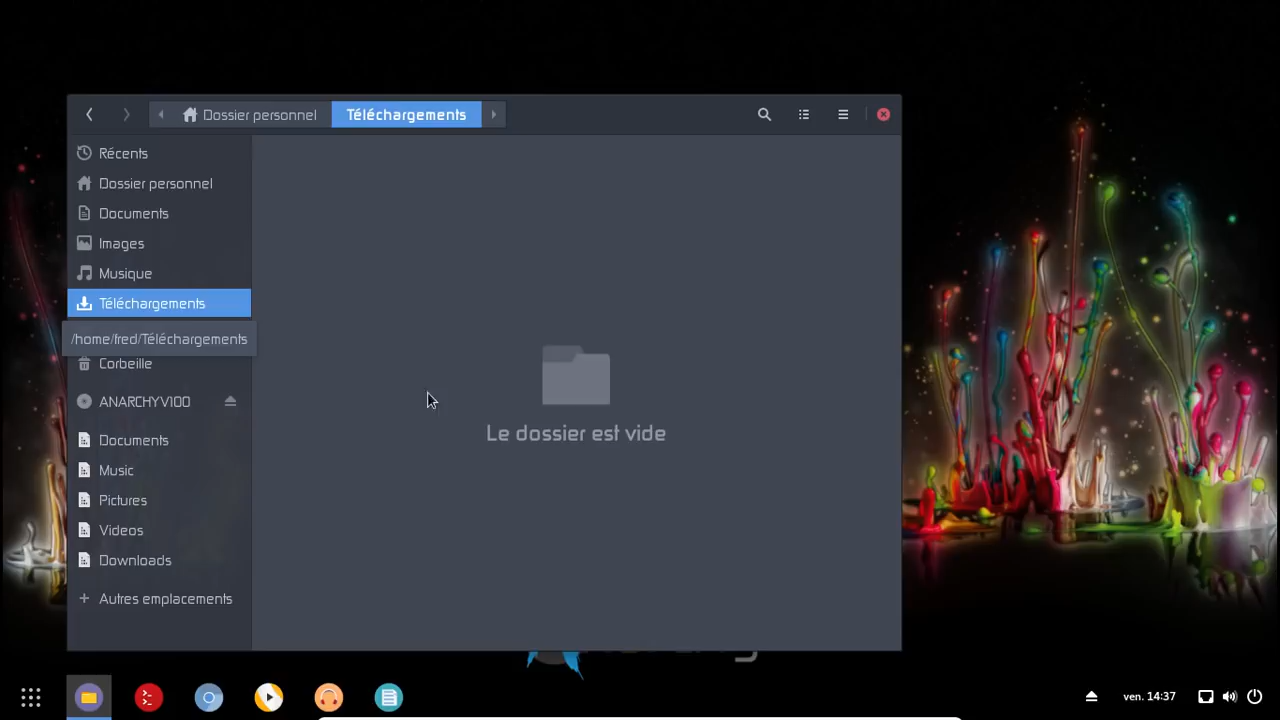 Dossier personnel
Téléchargements
Récents
Dossier personnel
Documents
Images
Musique
Téléchargements
/home/fred/Téléchargements
Corbeille
ANARCHYV100
Documents
Music
Pictures
Videos
Downloads
Autres emplacements
Le dossier est vide
ven. 14:37